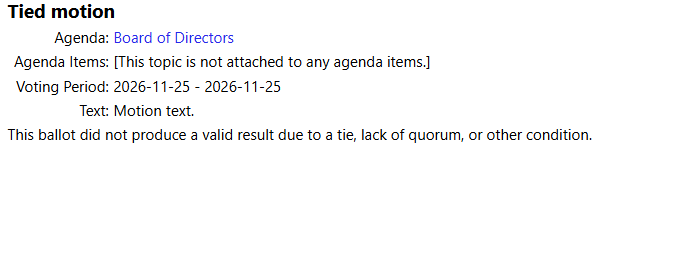 Tied motion
Agenda: Board of Directors
Agenda Items: [This topic is not attached to any agenda items.]
Voting Period: 2026-11-25 - 2026-11-25
Text: Motion text.
This ballot did not produce a valid result due to a tie, lack of quorum, or other condition.